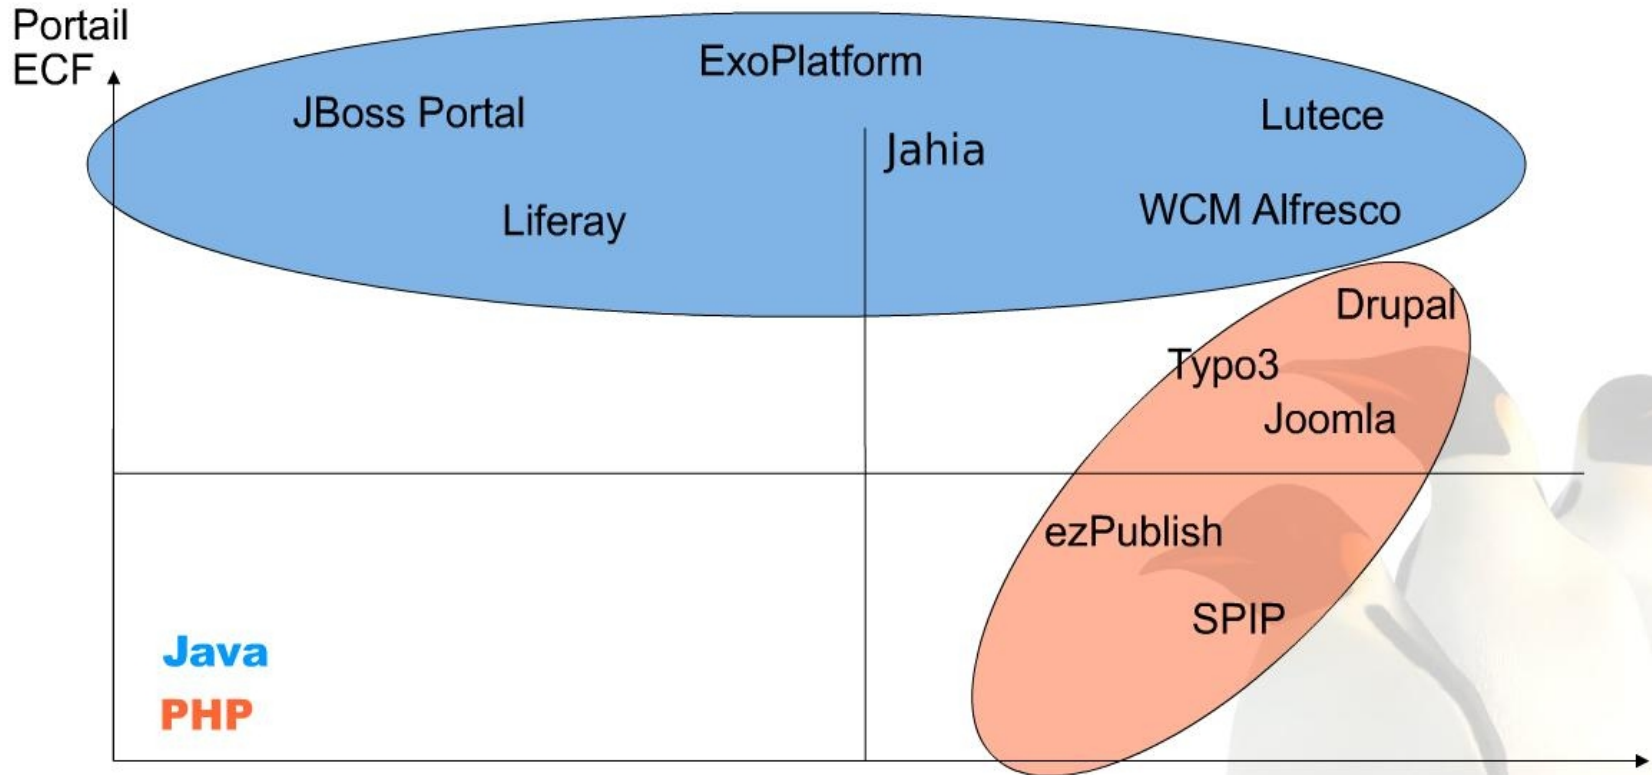 Portail
ECF
ExoPlatform
JBoss Portal
Lutece
Jahia
WCM Alfresco
Liferay
Drupal
Typo3
Joomla
ezPublish
SPIP
Java
PHP